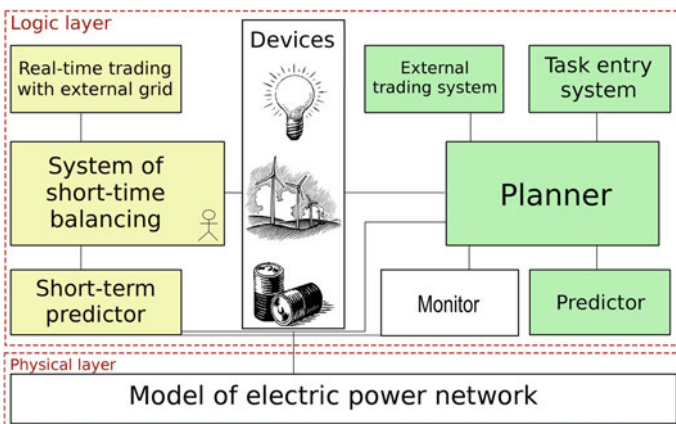 Logic layer
Real-time trading
with external grid
Devices
External
trading system
Task entry
system
System of
short-time
balancing
Planner
Short-term
predictor
Monitor
Predictor
Physical layer
Model of electric power network